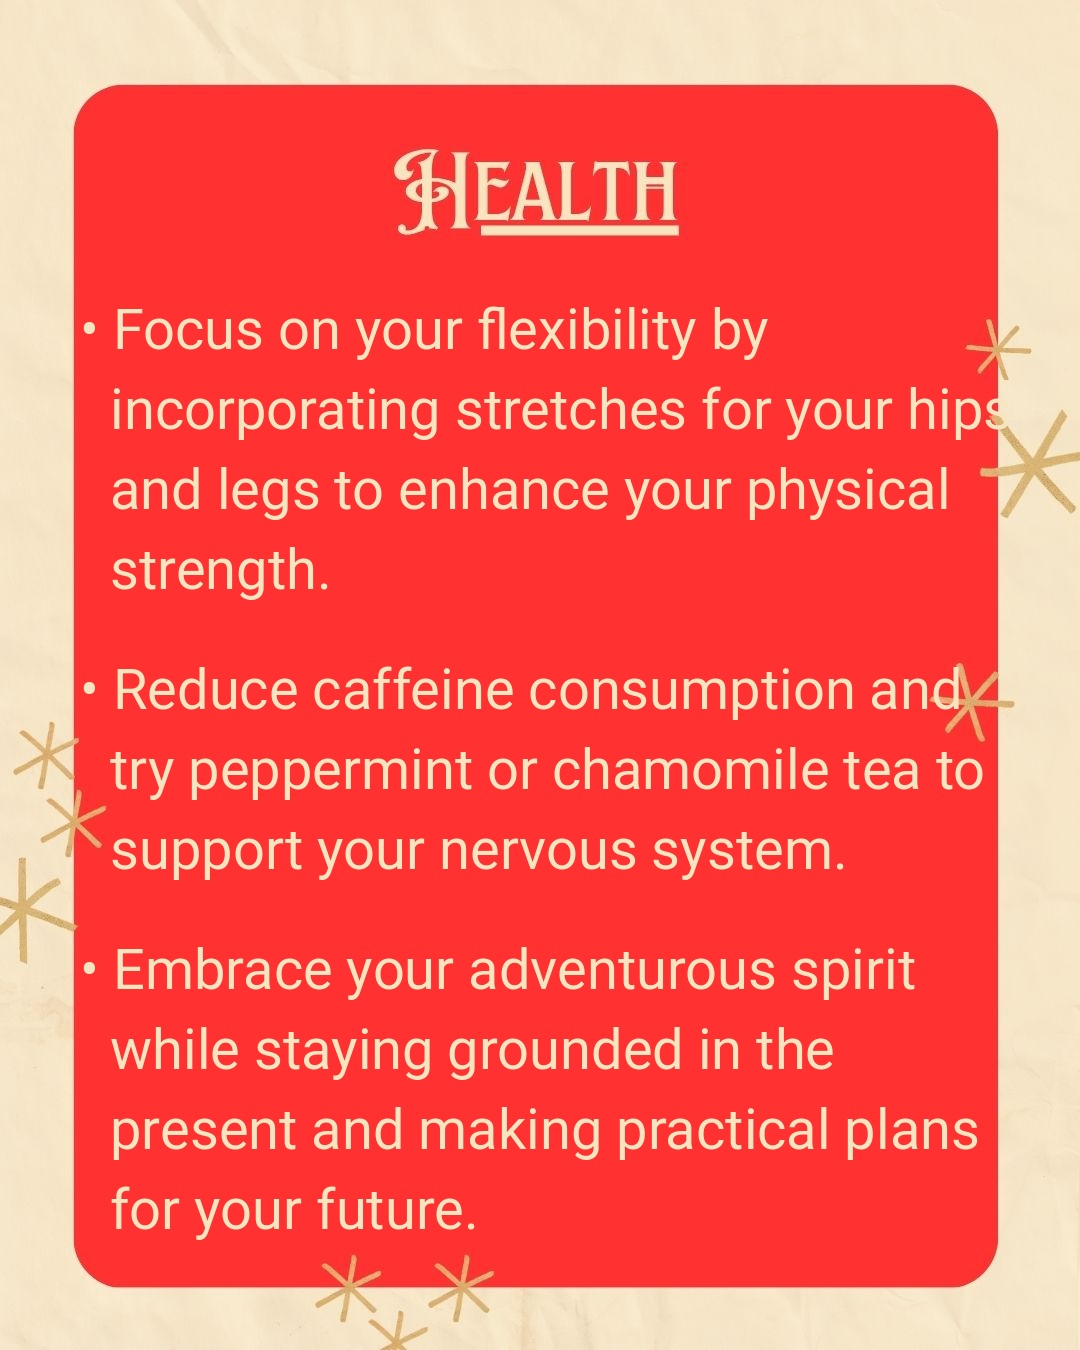 Health
• Focus on your flexibility by
incorporating stretches for your hips
and legs to enhance your physical
strength.
• Reduce caffeine consumption and
try peppermint or chamomile tea to
support your nervous system.
• Embrace your adventurous spirit
while staying grounded in the
present and making practical plans
for your future.